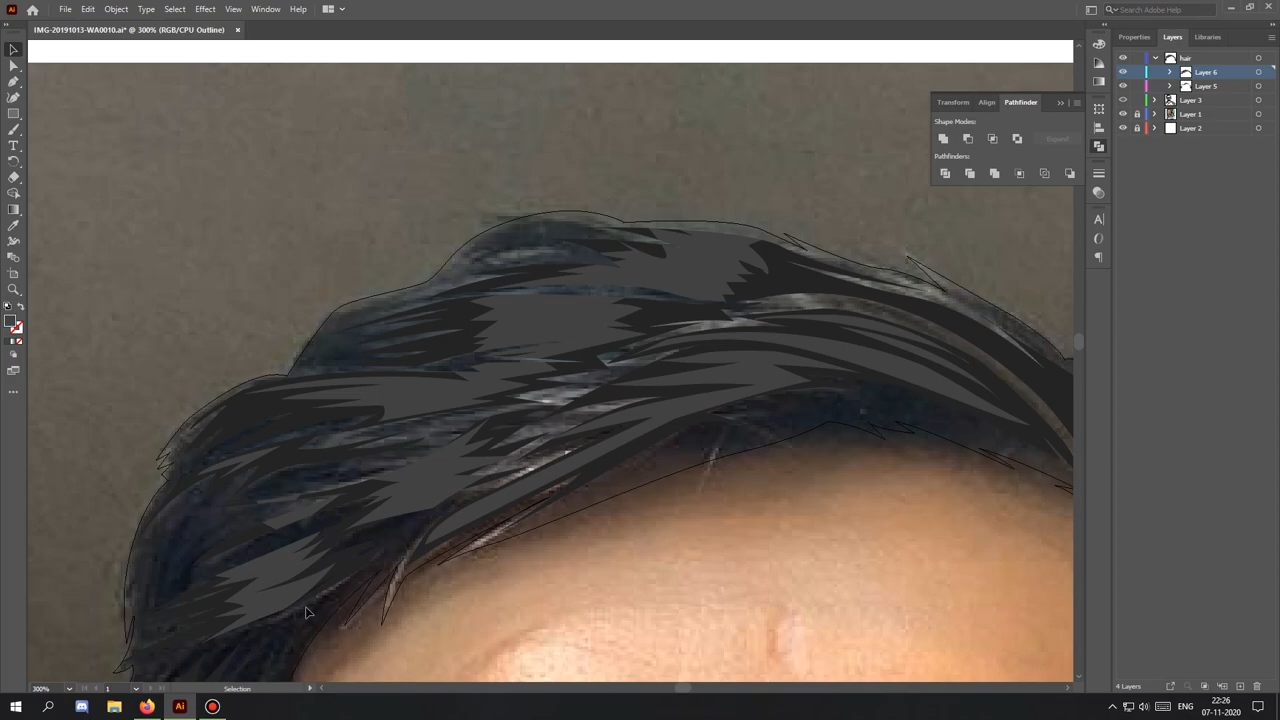 Ai File Edit Object Type Select Effect View Window Help Search Adobe Help
IMG-20191013-WA0010.ai* @ 300% (RGB/CPU Outline) ×
Properties Layers Libraries
hair
Layer 6
Layer 5
Layer 3
Layer 1
Layer 2
Transform Align Pathfinder
Shape Modes:
Expand
Pathfinders:
300% 1 Selection
4 Layers
Ai ENG 22:26
07-11-2020